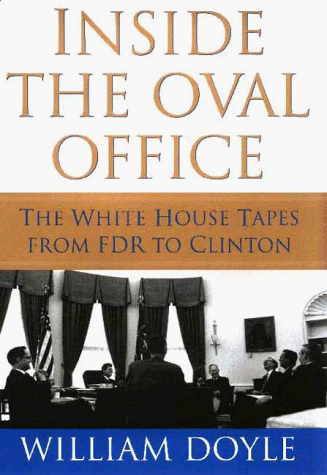 INSIDE
THE OVAL
OFFICE
THE WHITE HOUSE TAPES
FROM FDR TO CLINTON
WILLIAM DOYLE